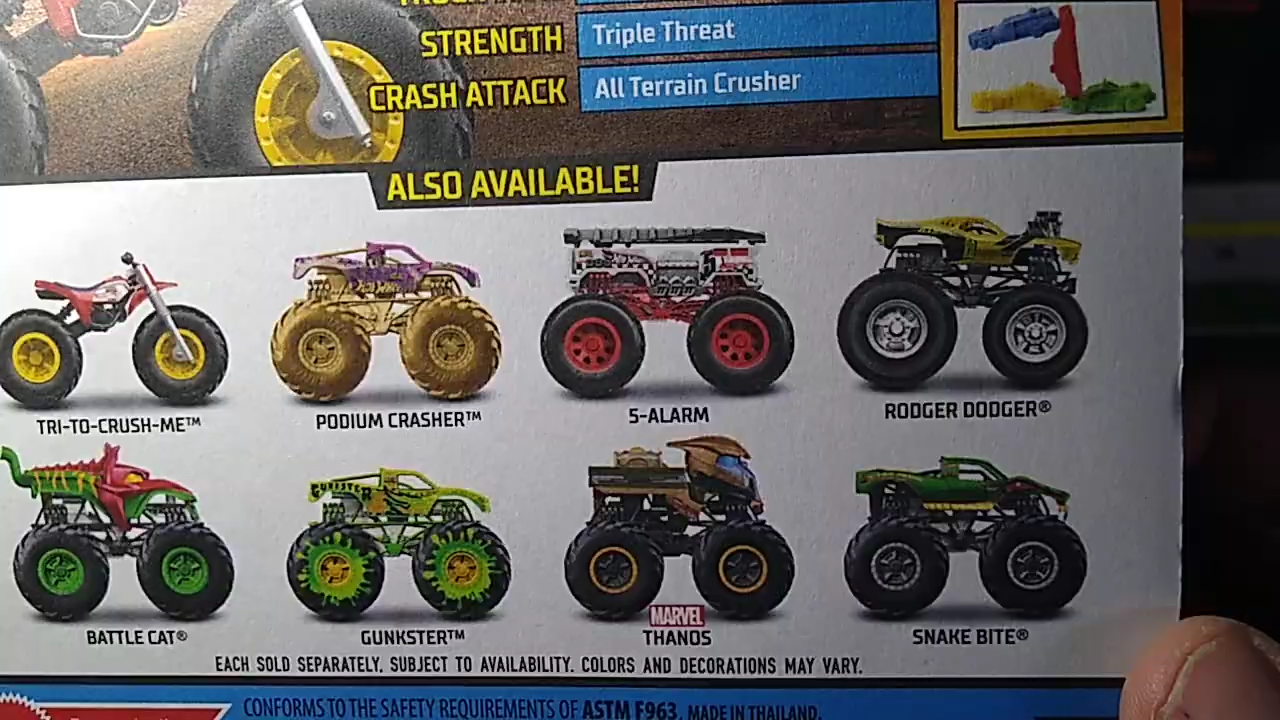 STRENGTH Triple Threat
CRASH ATTACK All Terrain Crusher
ALSO AVAILABLE!
TRI-TO-CRUSH-ME™ PODIUM CRASHER™ 5-ALARM RODGER DODGER®
GUNKSTER
MARVEL
BATTLE CAT® GUNKSTER™ THANOS SNAKE BITE®
EACH SOLD SEPARATELY. SUBJECT TO AVAILABILITY. COLORS AND DECORATIONS MAY VARY.
CONFORMS TO THE SAFETY REQUIREMENTS OF ASTM F963. MADE IN THAILAND.